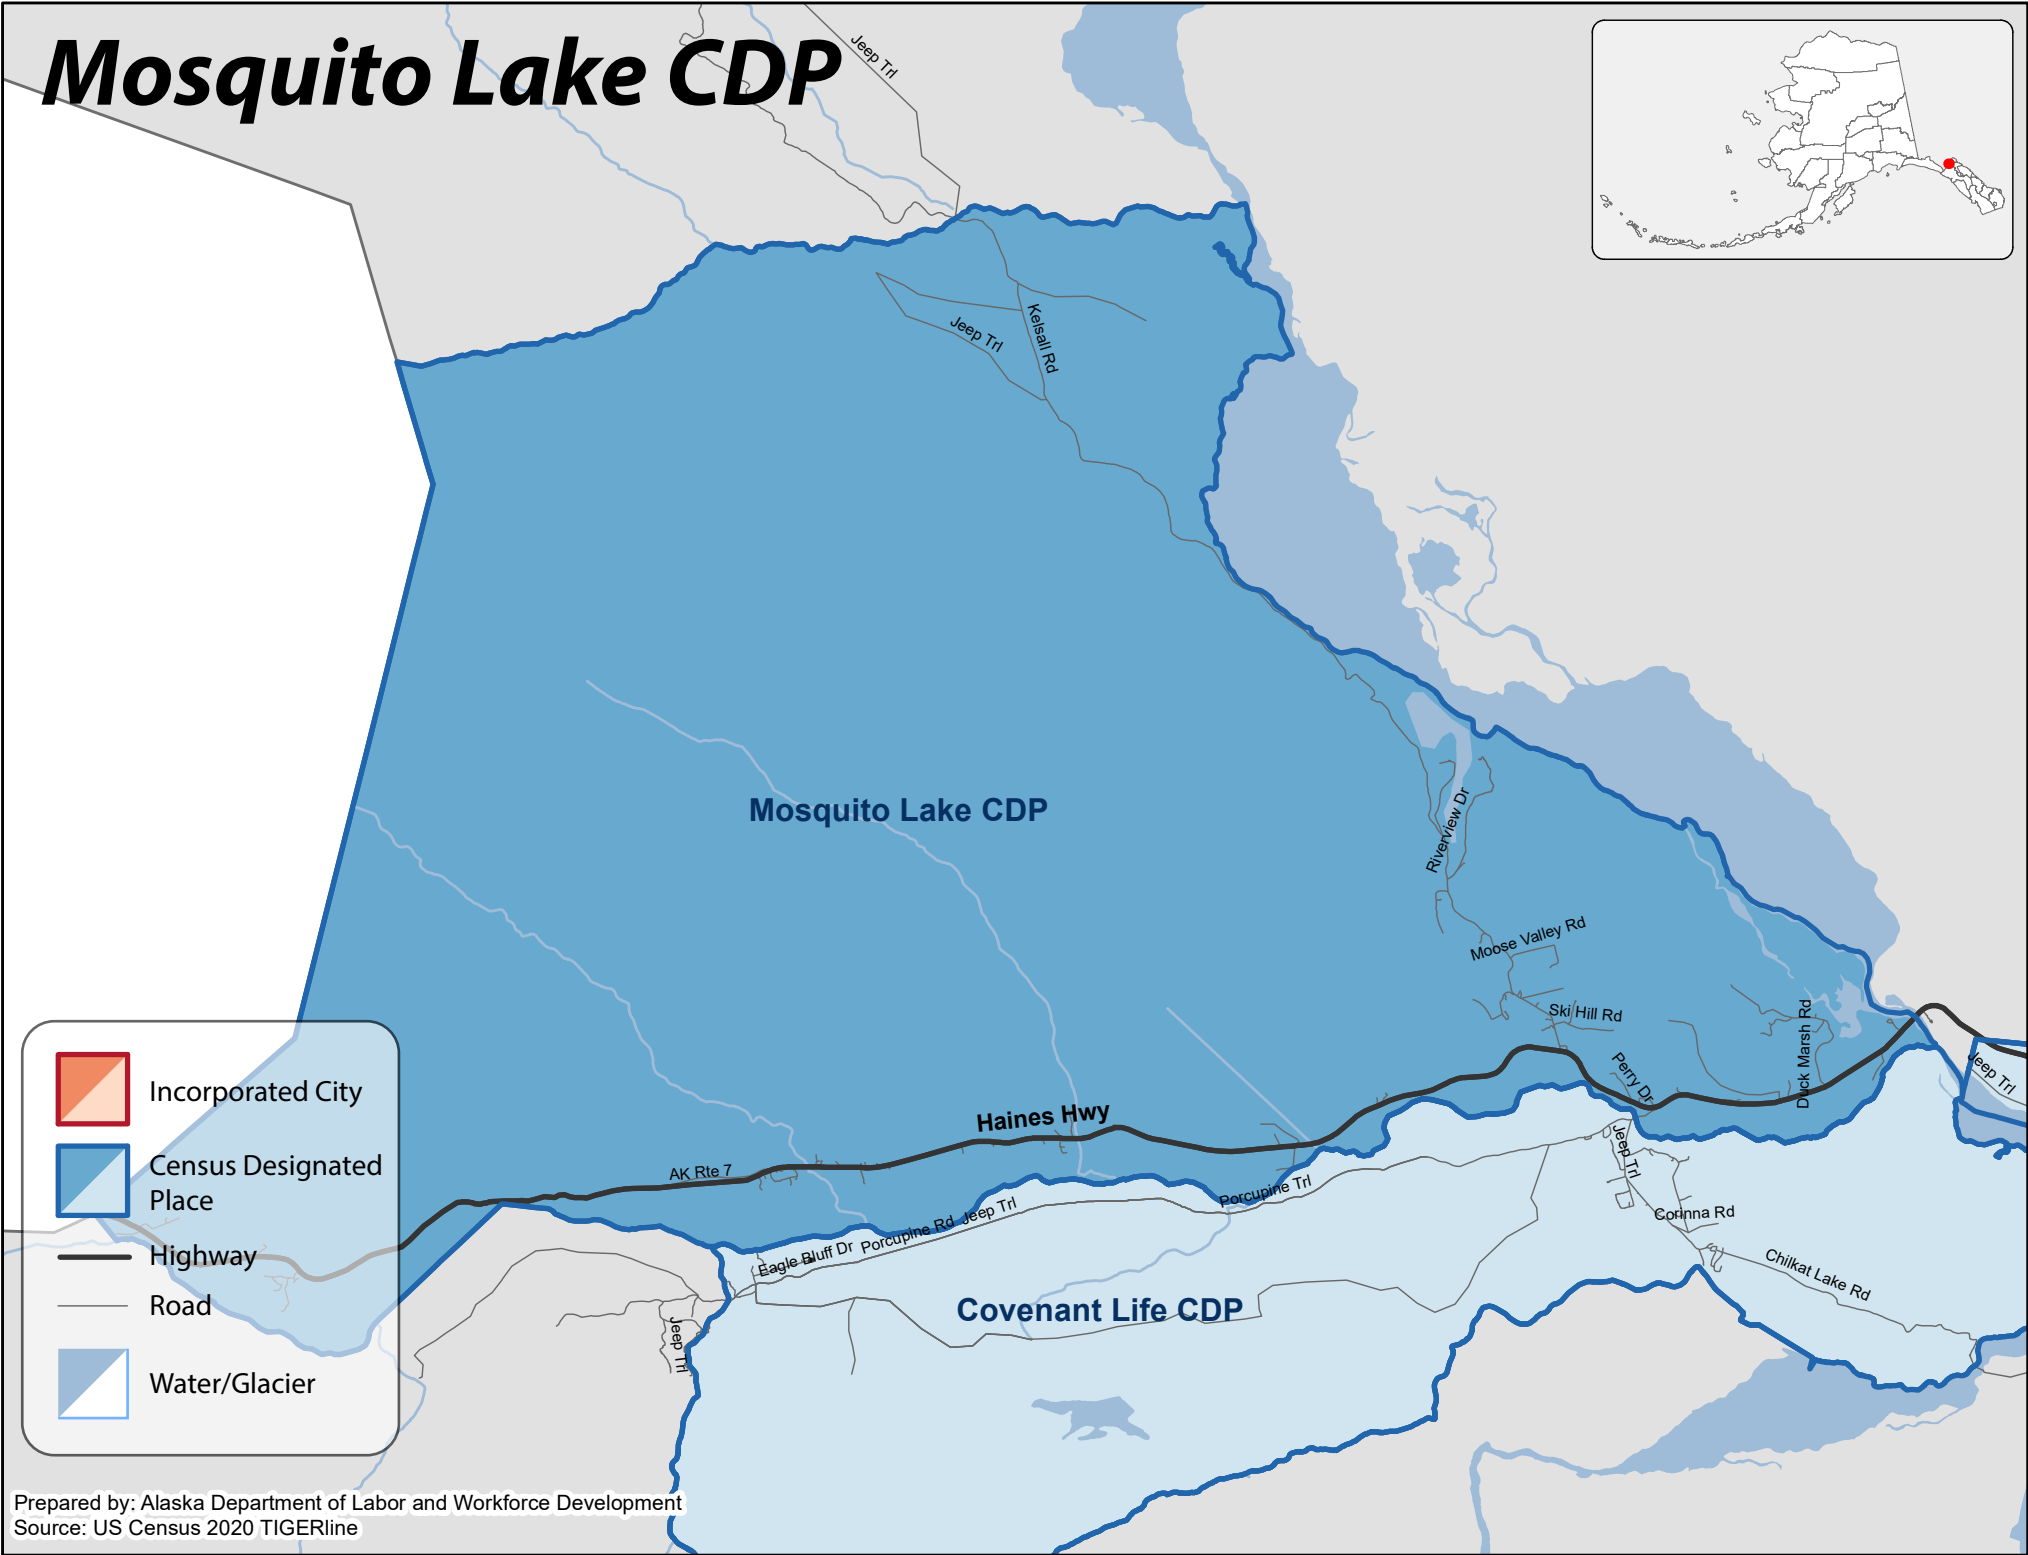 Mosquito Lake CDP
Jeep Trl
Kelsall Rd
Jeep Trl
Mosquito Lake CDP
Riverview Dr
Moose Valley Rd
Ski Hill Rd
Duck Marsh Rd
Perry Dr
Jeep Trl
Haines Hwy
AK Rte 7
Jeep Trl
Porcupine Trl
Jeep Trl
Porcupine Rd
Eagle Bluff Dr
Corinna Rd
Chilkat Lake Rd
Covenant Life CDP
Jeep Trl
Incorporated City
Census Designated
Place
Highway
Road
Water/Glacier
Prepared by: Alaska Department of Labor and Workforce Development
Source: US Census 2020 TIGERline